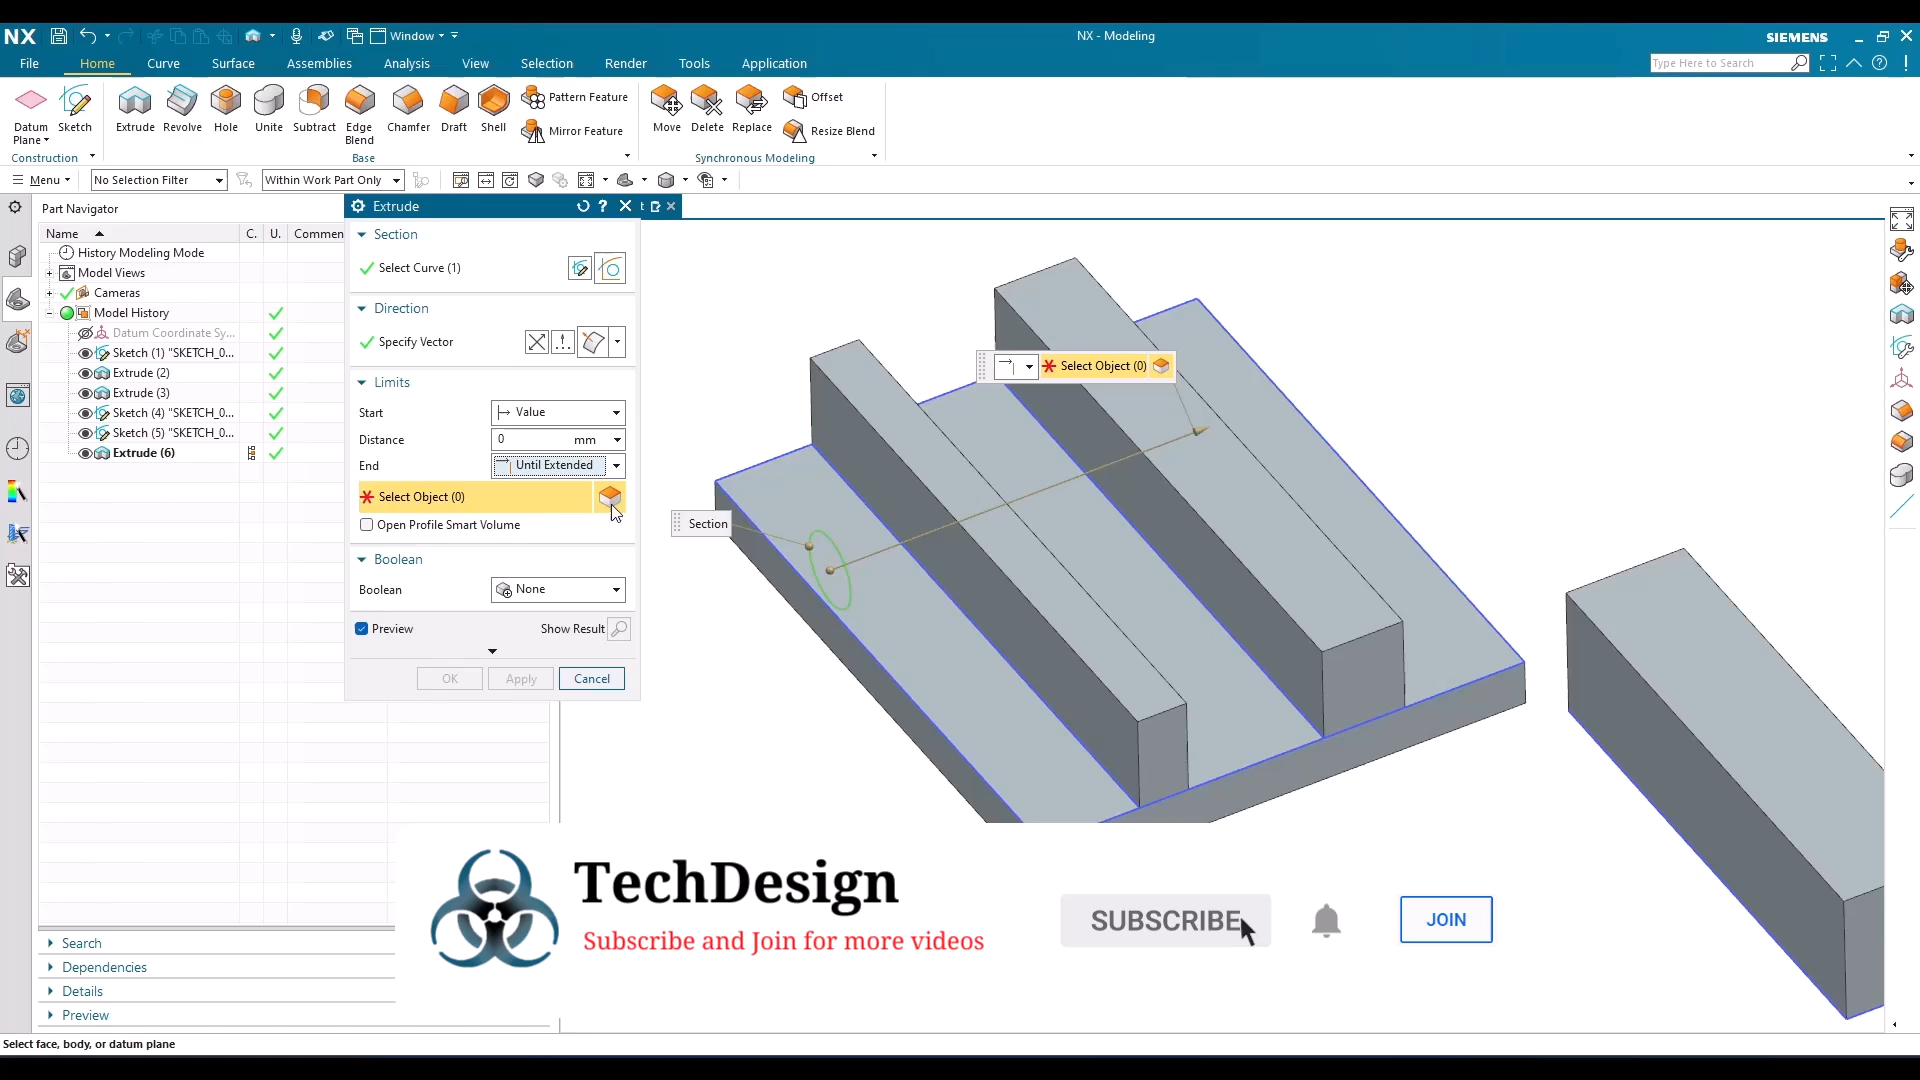 NX
Window
NX - Modeling
SIEMENS
File
Home
Curve
Surface
Assemblies
Analysis
View
Selection
Render
Tools
Application
Type Here to Search
Datum
Plane
Sketch
Extrude
Revolve
Hole
Unite
Subtract
Edge
Blend
Chamfer
Draft
Shell
Pattern Feature
Mirror Feature
Move
Delete
Replace
Offset
Resize Blend
Construction
Base
Synchronous Modeling
Menu
No Selection Filter
Within Work Part Only
Part Navigator
Name
C.
U.
Commen
History Modeling Mode
Model Views
Cameras
Model History
Datum Coordinate Sy...
Sketch (1) "SKETCH_0...
Extrude (2)
Extrude (3)
Sketch (4) "SKETCH_0...
Sketch (5) "SKETCH_0...
Extrude (6)
Search
Dependencies
Details
Preview
Extrude
?
t
Section
Select Curve (1)
Direction
Specify Vector
Limits
Start
Value
Distance
0 mm
End
Until Extended
Select Object (0)
Open Profile Smart Volume
Boolean
Boolean
None
Preview
Show Result
OK
Apply
Cancel
Select Object (0)
Section
TechDesign
Subscribe and Join for more videos
SUBSCRIBE
JOIN
Select face, body, or datum plane